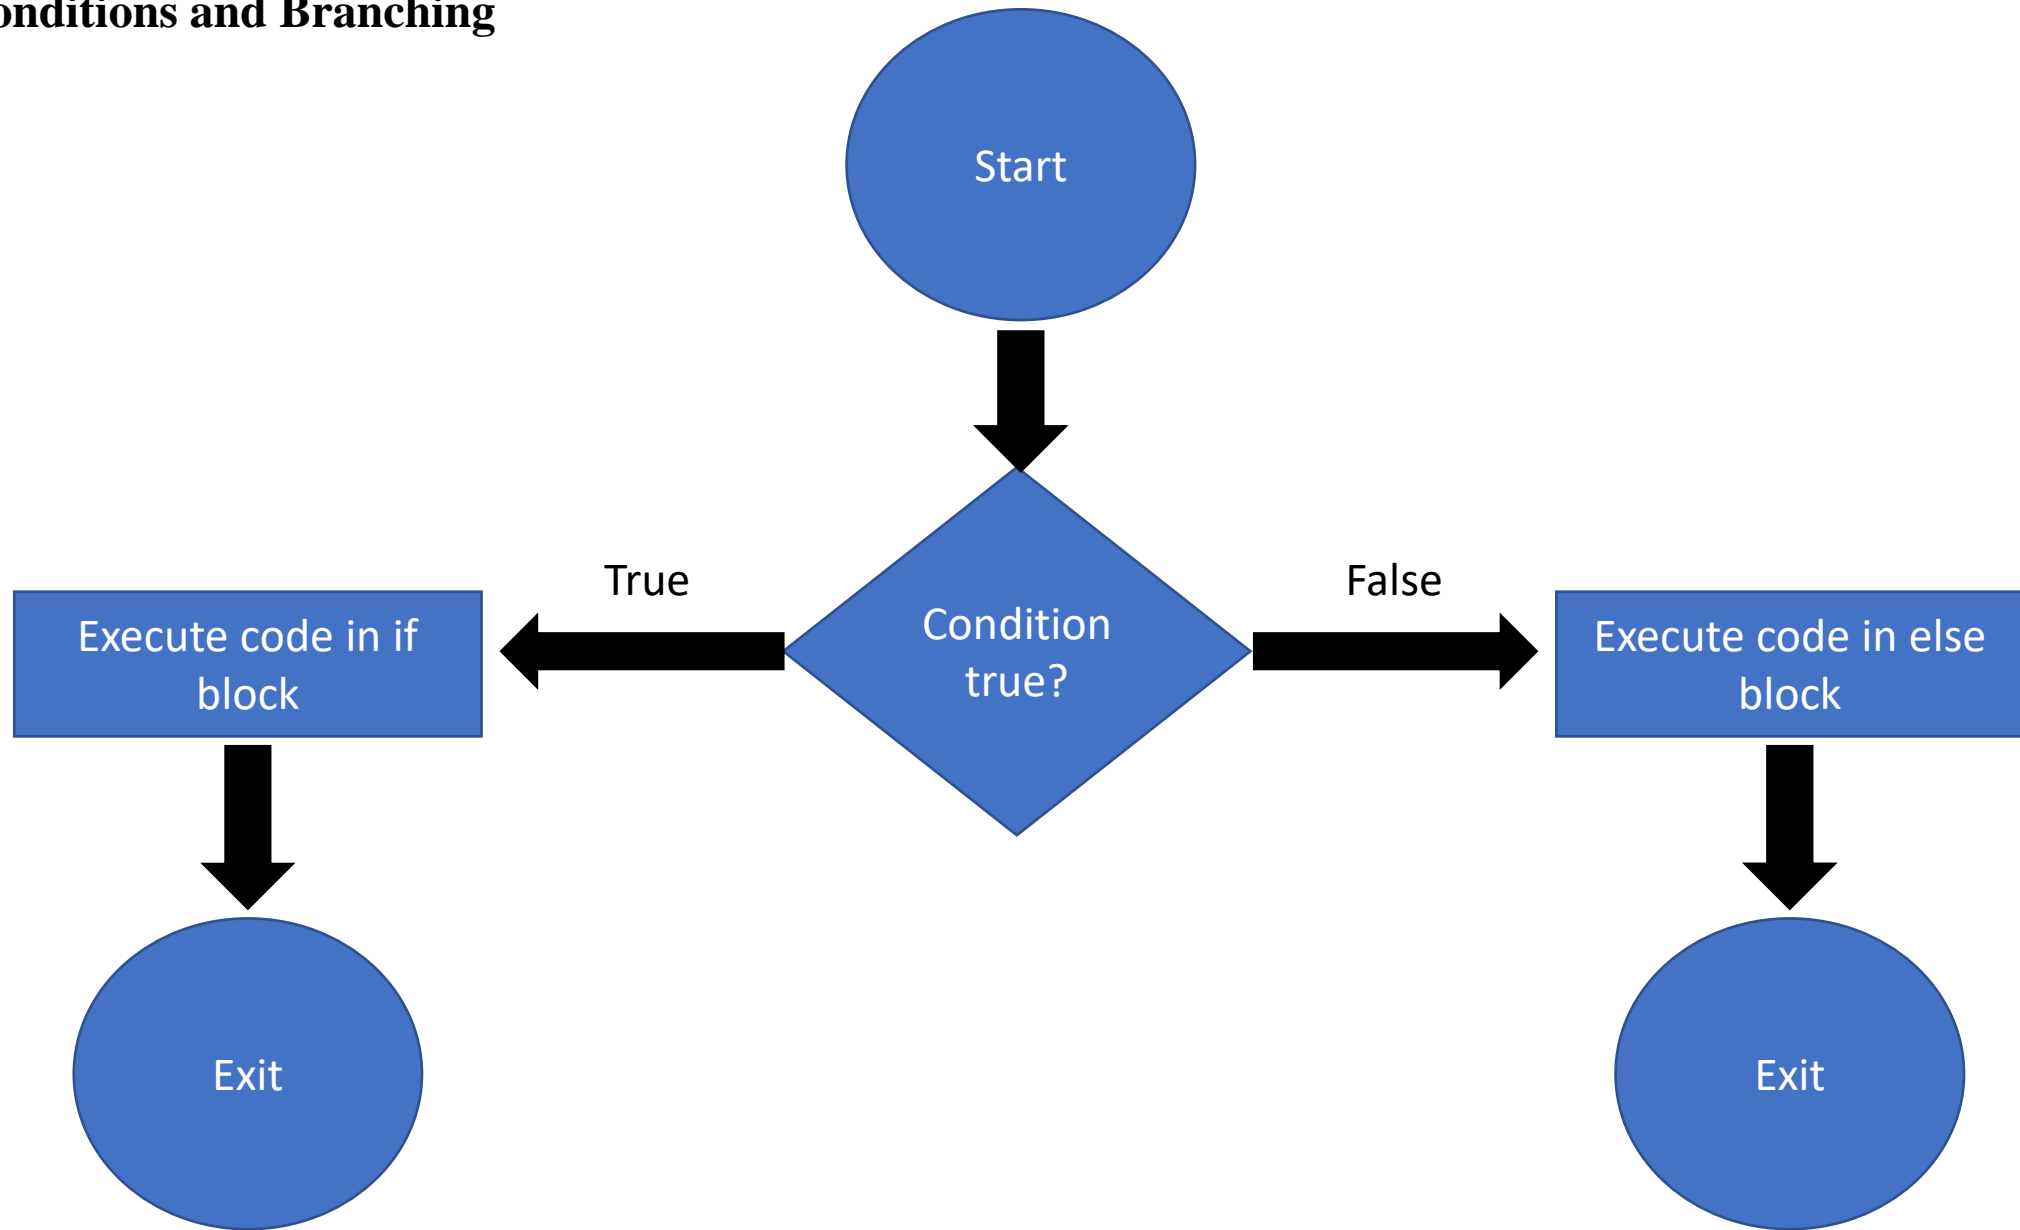 onditions and Branching
Start
True
False
Execute code in if
block
Condition
true?
Execute code in else
block
Exit
Exit